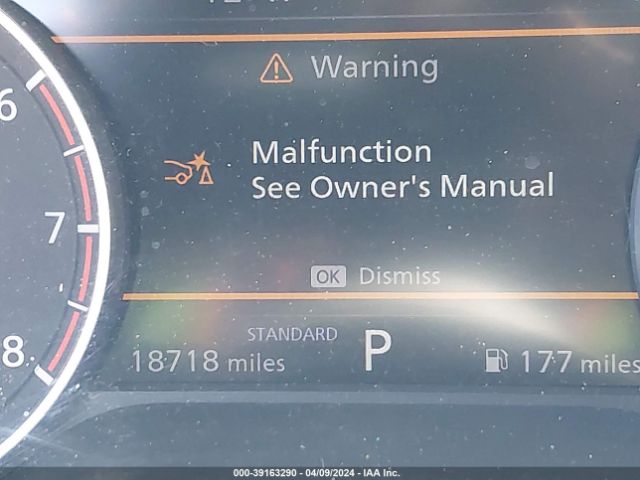 Warning
6
Malfunction
See Owner's Manual
7
OK Dismiss
STANDARD
8
18718 miles
P
177 miles
000-39163290 - 04/09/2024 - IAA Inc.